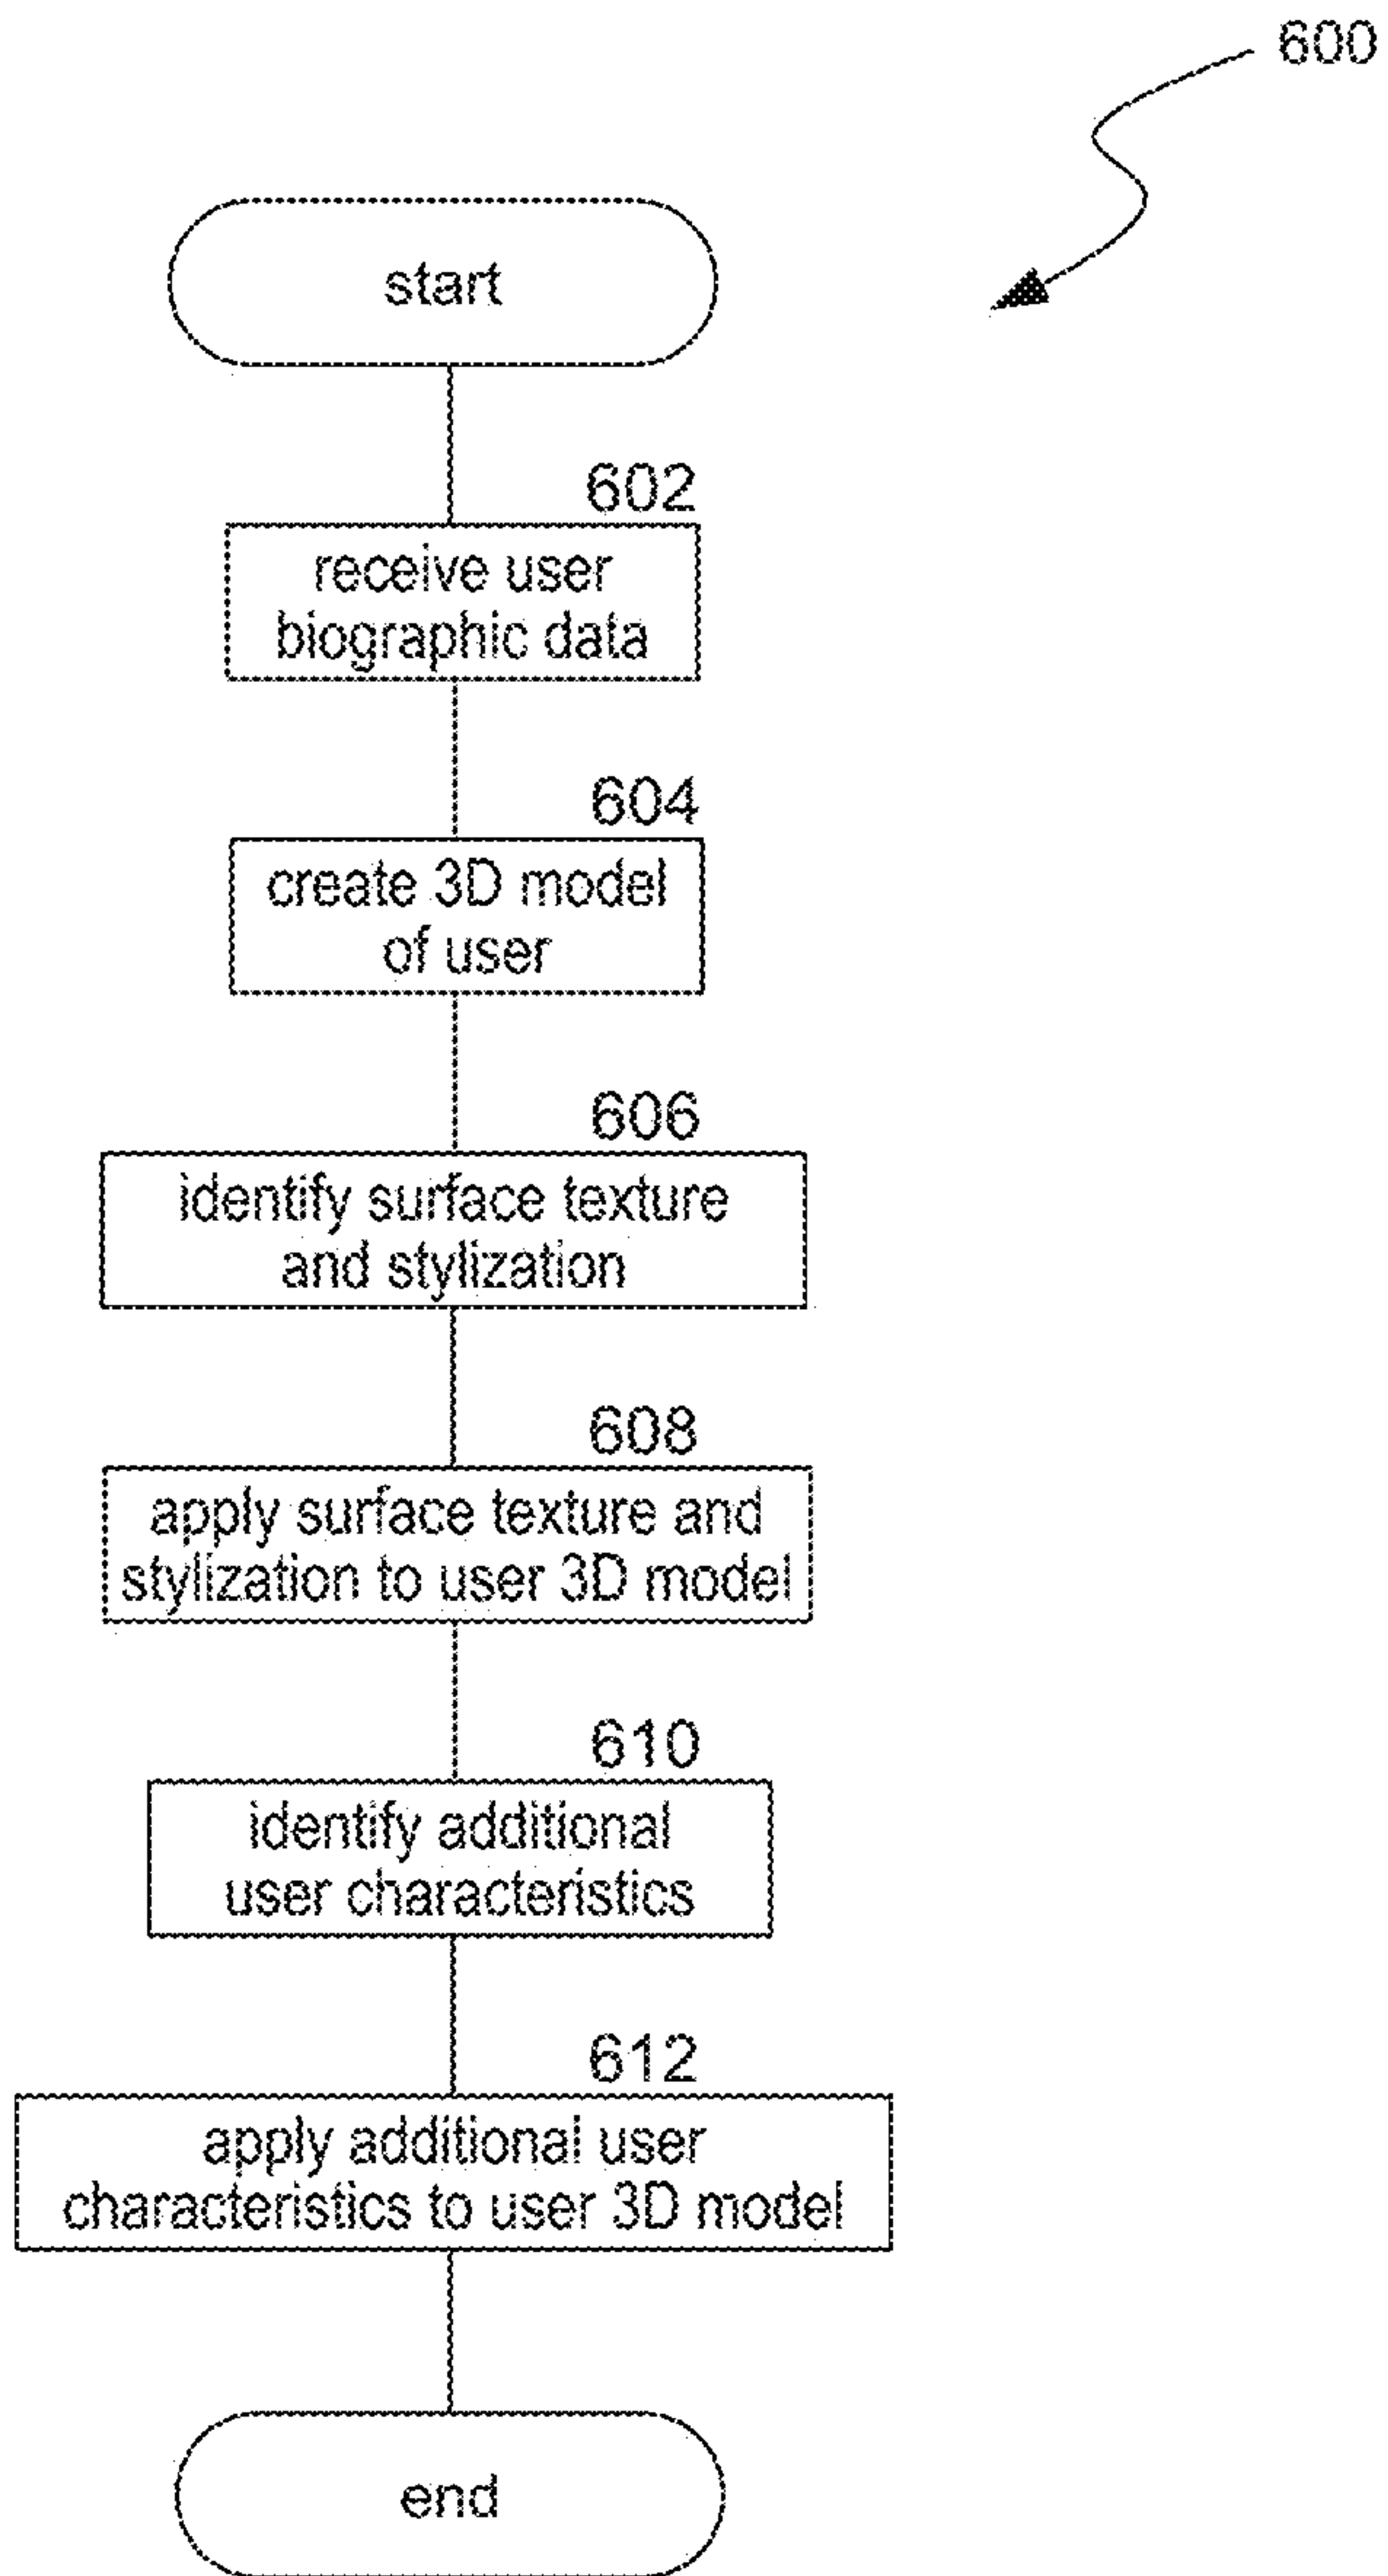 600
start
602
receive user
biographic data
604
create 3D model
of user
606
identify surface texture
and stylization
608
apply surface texture and
stylization to user 3D model
610
identify additional
user characteristics
612
apply additional user
characteristics to user 3D model
end